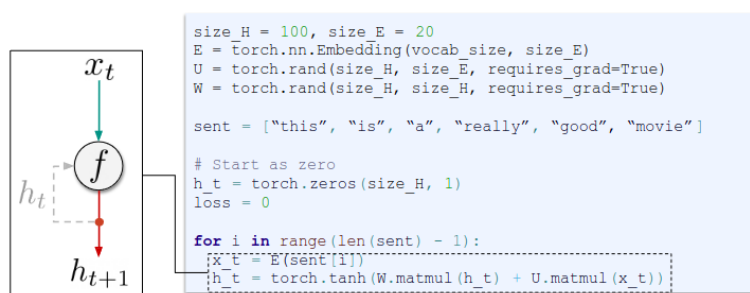 x_t
f
h_t
h_{t+1}
size_H = 100, size_E = 20
E = torch.nn.Embedding(vocab_size, size_E)
U = torch.rand(size_H, size_E, requires_grad=True)
W = torch.rand(size_H, size_H, requires_grad=True)
sent = [“this”, “is”, “a”, “really”, “good”, “movie”]
# Start as zero
h_t = torch.zeros(size_H, 1)
loss = 0
for i in range(len(sent) - 1):
x_t = E(sent[i])
h_t = torch.tanh(W.matmul(h_t) + U.matmul(x_t))